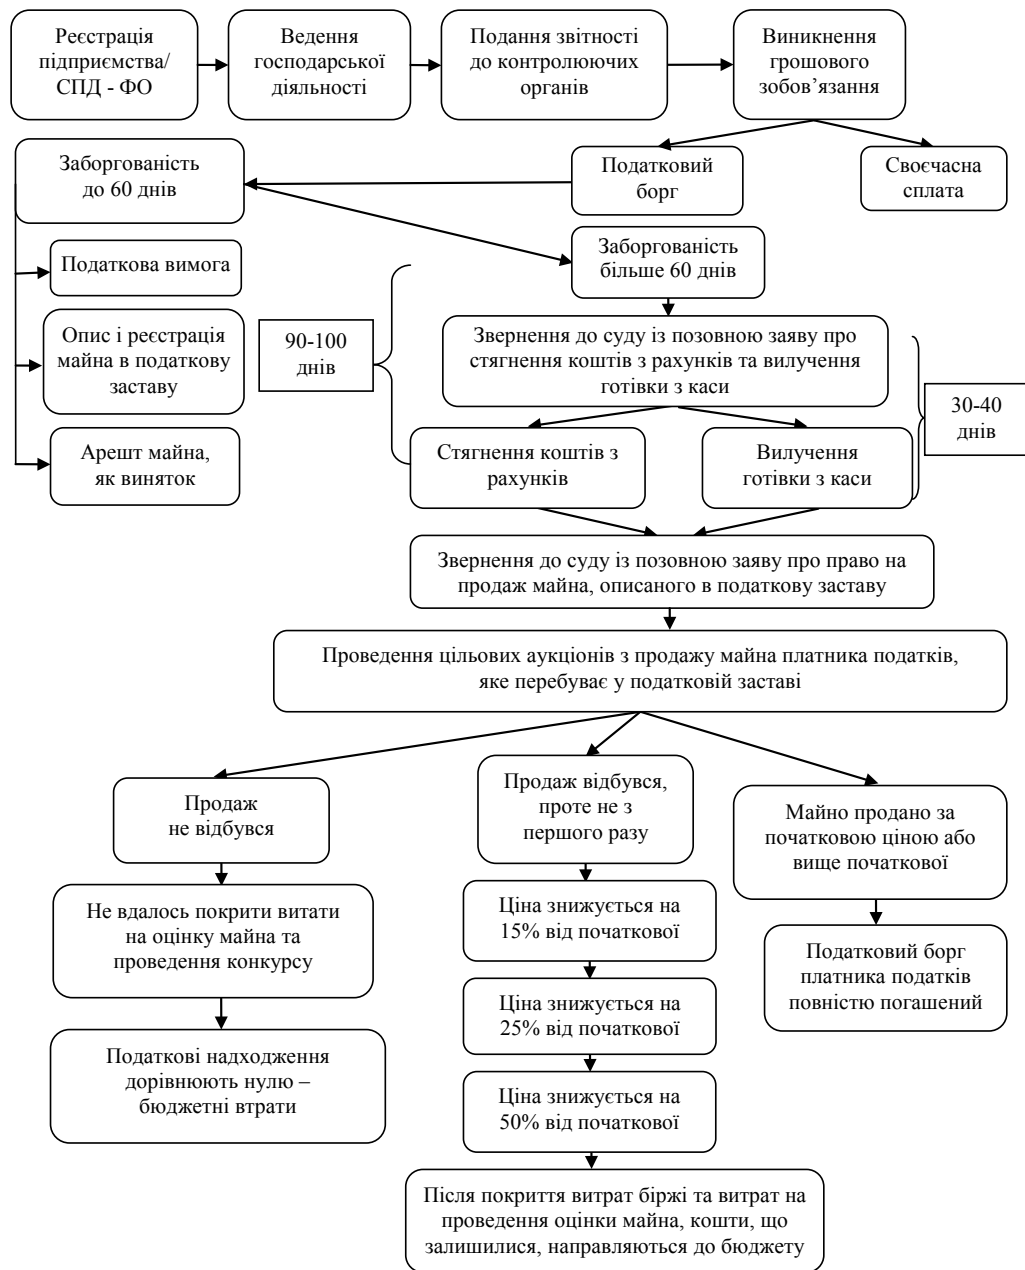 Реєстрація
підприємства/
СПД - ФО
Ведення
господарської
діяльності
Подання звітності
до контролюючих
органів
Виникнення
грошового
зобов’язання
Заборгованість
до 60 днів
Податковий
борг
Своєчасна
сплата
Податкова вимога
Опис і реєстрація
майна в податкову
заставу
Арешт майна,
як виняток
90-100
днів
Заборгованість
більше 60 днів
Звернення до суду із позовною заяву про
стягнення коштів з рахунків та вилучення
готівки з каси
30-40
днів
Стягнення коштів з
рахунків
Вилучення
готівки з каси
Звернення до суду із позовною заяву про право на
продаж майна, описаного в податкову заставу
Проведення цільових аукціонів з продажу майна платника податків,
яке перебуває у податковій заставі
Продаж
не відбувся
Не вдалось покрити витати
на оцінку майна та
проведення конкурсу
Податкові надходження
дорівнюють нулю –
бюджетні втрати
Продаж відбувся,
проте не з
першого разу
Ціна знижується на
15% від початкової
Ціна знижується на
25% від початкової
Ціна знижується на
50% від початкової
Після покриття витрат біржі та витрат на
проведення оцінки майна, кошти, що
залишилися, направляються до бюджету
Майно продано за
початковою ціною або
вище початкової
Податковий борг
платника податків
повністю погашений